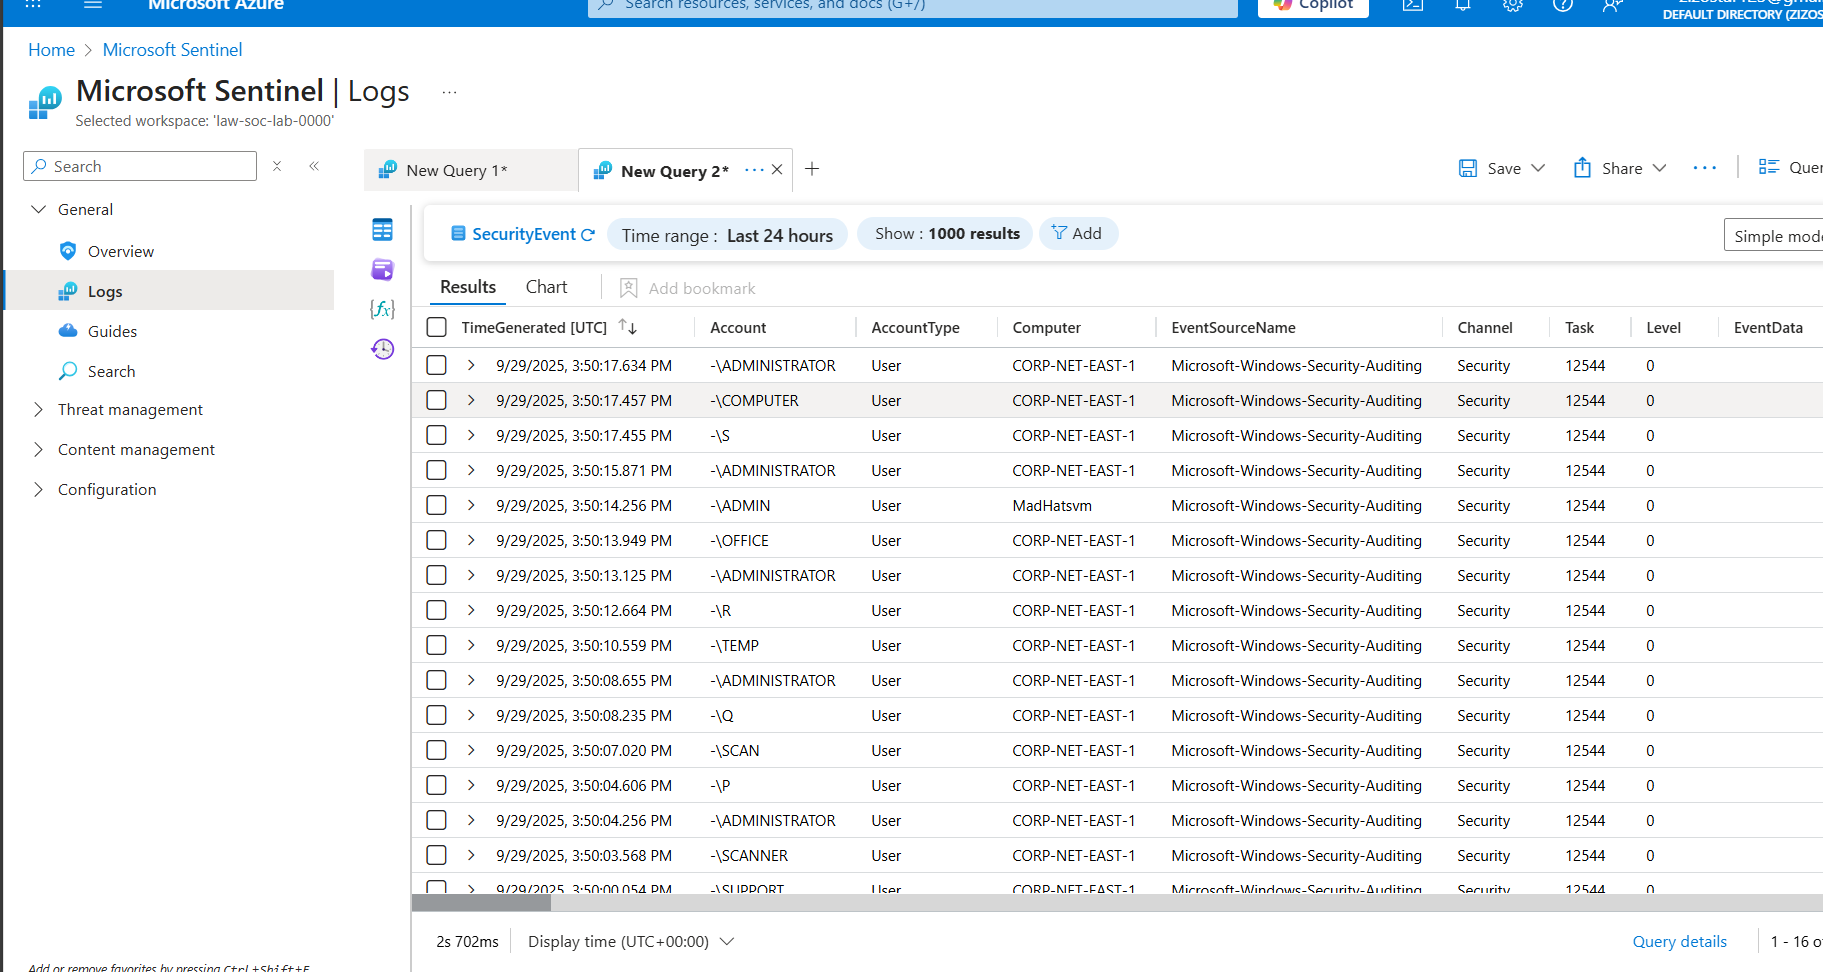 Microsoft Azure
Search resources, services, and docs (G+/)
Copilot
DEFAULT DIRECTORY (ZIZOS
Home > Microsoft Sentinel
Microsoft Sentinel | Logs ...
Selected workspace: 'law-soc-lab-0000'
Search
General
Overview
Logs
Guides
Search
Threat management
Content management
Configuration
New Query 1*
New Query 2* ...
Save
Share
...
SecurityEvent
Time range : Last 24 hours
Show : 1000 results
Add
Results
Chart
Add bookmark
TimeGenerated [UTC] Account AccountType Computer EventSourceName Channel Task Level EventData
9/29/2025, 3:50:17.634 PM -\ADMINISTRATOR User CORP-NET-EAST-1 Microsoft-Windows-Security-Auditing Security 12544 0
9/29/2025, 3:50:17.457 PM -\COMPUTER User CORP-NET-EAST-1 Microsoft-Windows-Security-Auditing Security 12544 0
9/29/2025, 3:50:17.455 PM -\S User CORP-NET-EAST-1 Microsoft-Windows-Security-Auditing Security 12544 0
9/29/2025, 3:50:15.871 PM -\ADMINISTRATOR User CORP-NET-EAST-1 Microsoft-Windows-Security-Auditing Security 12544 0
9/29/2025, 3:50:14.256 PM -\ADMIN User MadHatsvm Microsoft-Windows-Security-Auditing Security 12544 0
9/29/2025, 3:50:13.949 PM -\OFFICE User CORP-NET-EAST-1 Microsoft-Windows-Security-Auditing Security 12544 0
9/29/2025, 3:50:13.125 PM -\ADMINISTRATOR User CORP-NET-EAST-1 Microsoft-Windows-Security-Auditing Security 12544 0
9/29/2025, 3:50:12.664 PM -\R User CORP-NET-EAST-1 Microsoft-Windows-Security-Auditing Security 12544 0
9/29/2025, 3:50:10.559 PM -\TEMP User CORP-NET-EAST-1 Microsoft-Windows-Security-Auditing Security 12544 0
9/29/2025, 3:50:08.655 PM -\ADMINISTRATOR User CORP-NET-EAST-1 Microsoft-Windows-Security-Auditing Security 12544 0
9/29/2025, 3:50:08.235 PM -\Q User CORP-NET-EAST-1 Microsoft-Windows-Security-Auditing Security 12544 0
9/29/2025, 3:50:07.020 PM -\SCAN User CORP-NET-EAST-1 Microsoft-Windows-Security-Auditing Security 12544 0
9/29/2025, 3:50:04.606 PM -\P User CORP-NET-EAST-1 Microsoft-Windows-Security-Auditing Security 12544 0
9/29/2025, 3:50:04.256 PM -\ADMINISTRATOR User CORP-NET-EAST-1 Microsoft-Windows-Security-Auditing Security 12544 0
9/29/2025, 3:50:03.568 PM -\SCANNER User CORP-NET-EAST-1 Microsoft-Windows-Security-Auditing Security 12544 0
9/29/2025, 3:50:00.054 PM -\SUPPORT User CORP-NET-EAST-1 Microsoft-Windows-Security-Auditing Security 12544 0
2s 702ms
Display time (UTC+00:00)
Query details
1 - 16
Add or remove favorites by pressing Ctrl+Shift+F